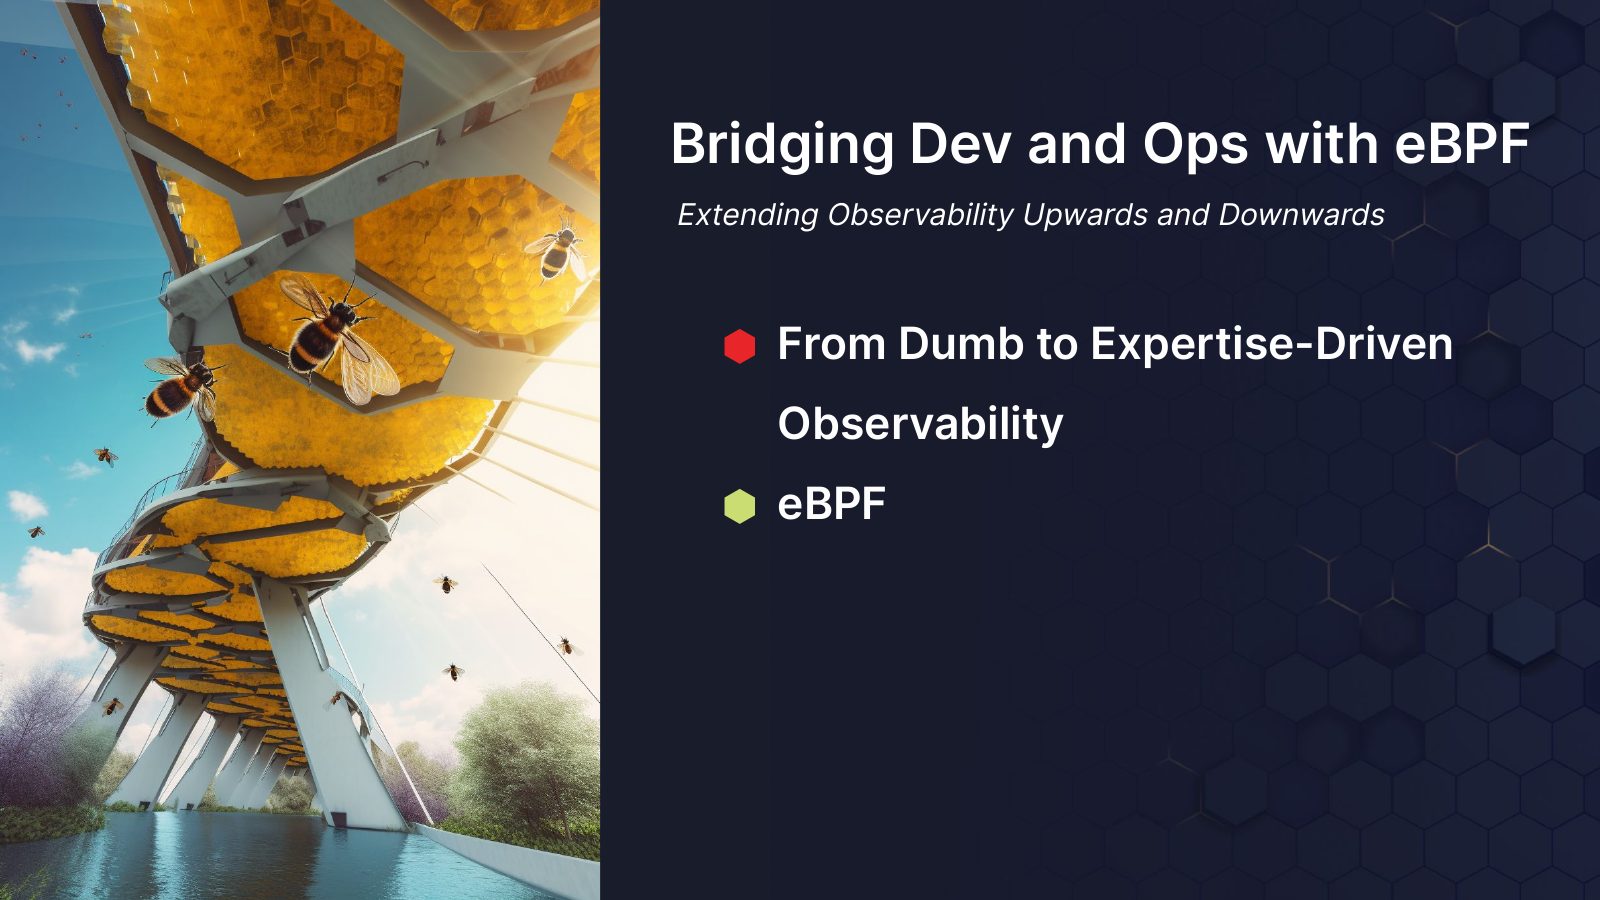 Bridging Dev and Ops with eBPF
Extending Observability Upwards and Downwards
From Dumb to Expertise-Driven
Observability
eBPF